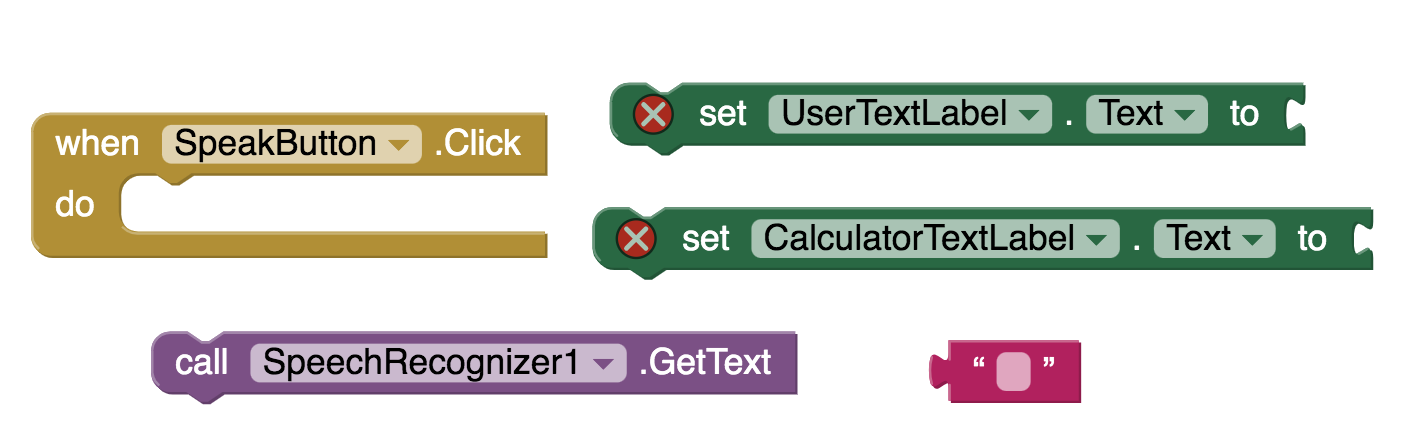 when SpeakButton .Click
do
set UserTextLabel . Text to
set CalculatorTextLabel . Text to
call SpeechRecognizer1 .GetText
“ ”